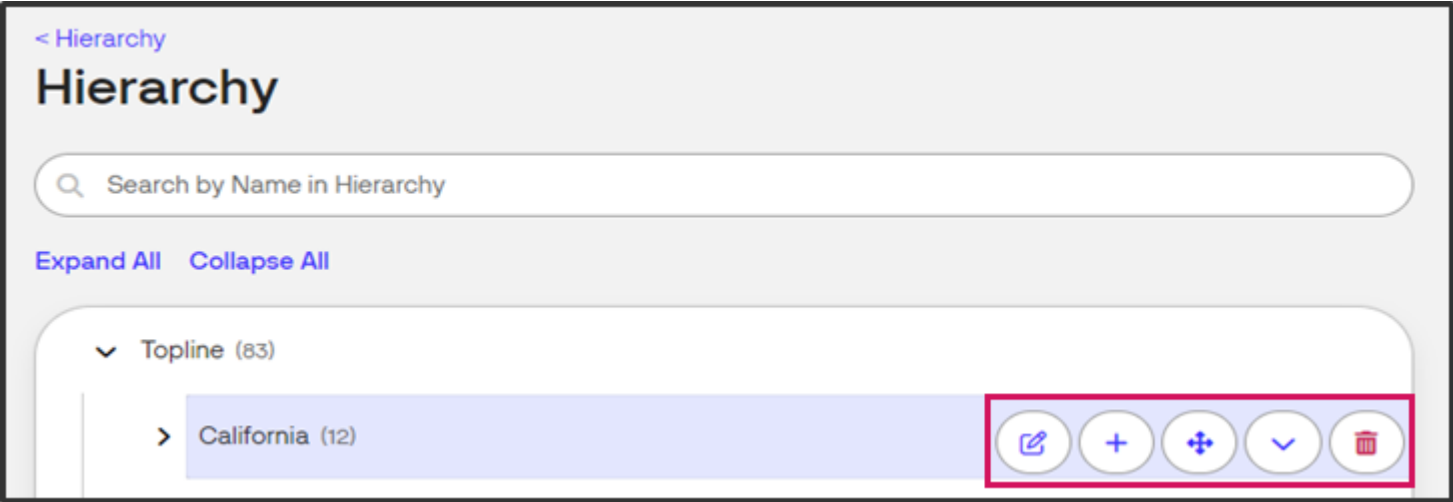 < Hierarchy
Hierarchy
Search by Name in Hierarchy
Expand All Collapse All
Topline (83)
California (12)